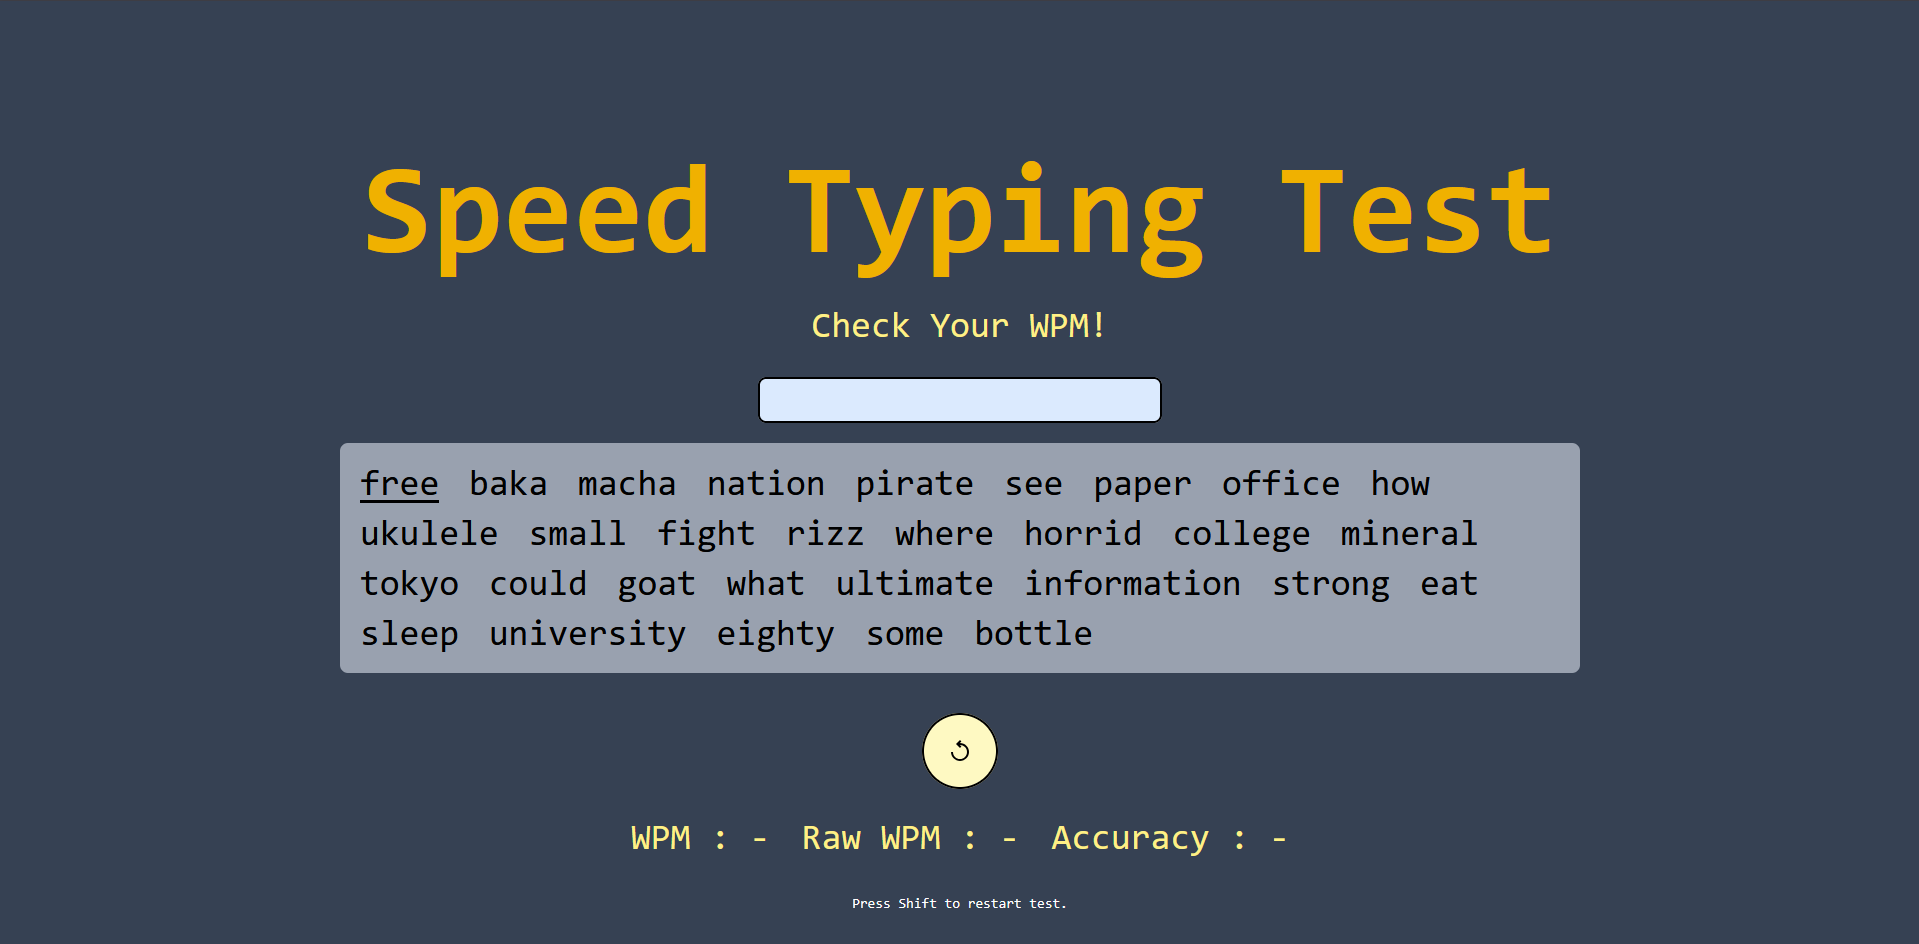 Speed Typing Test
Check Your WPM!
free baka macha nation pirate see paper office how
ukulele small fight rizz where horrid college mineral
tokyo could goat what ultimate information strong eat
sleep university eighty some bottle
WPM : - Raw WPM : - Accuracy : -
Press Shift to restart test.